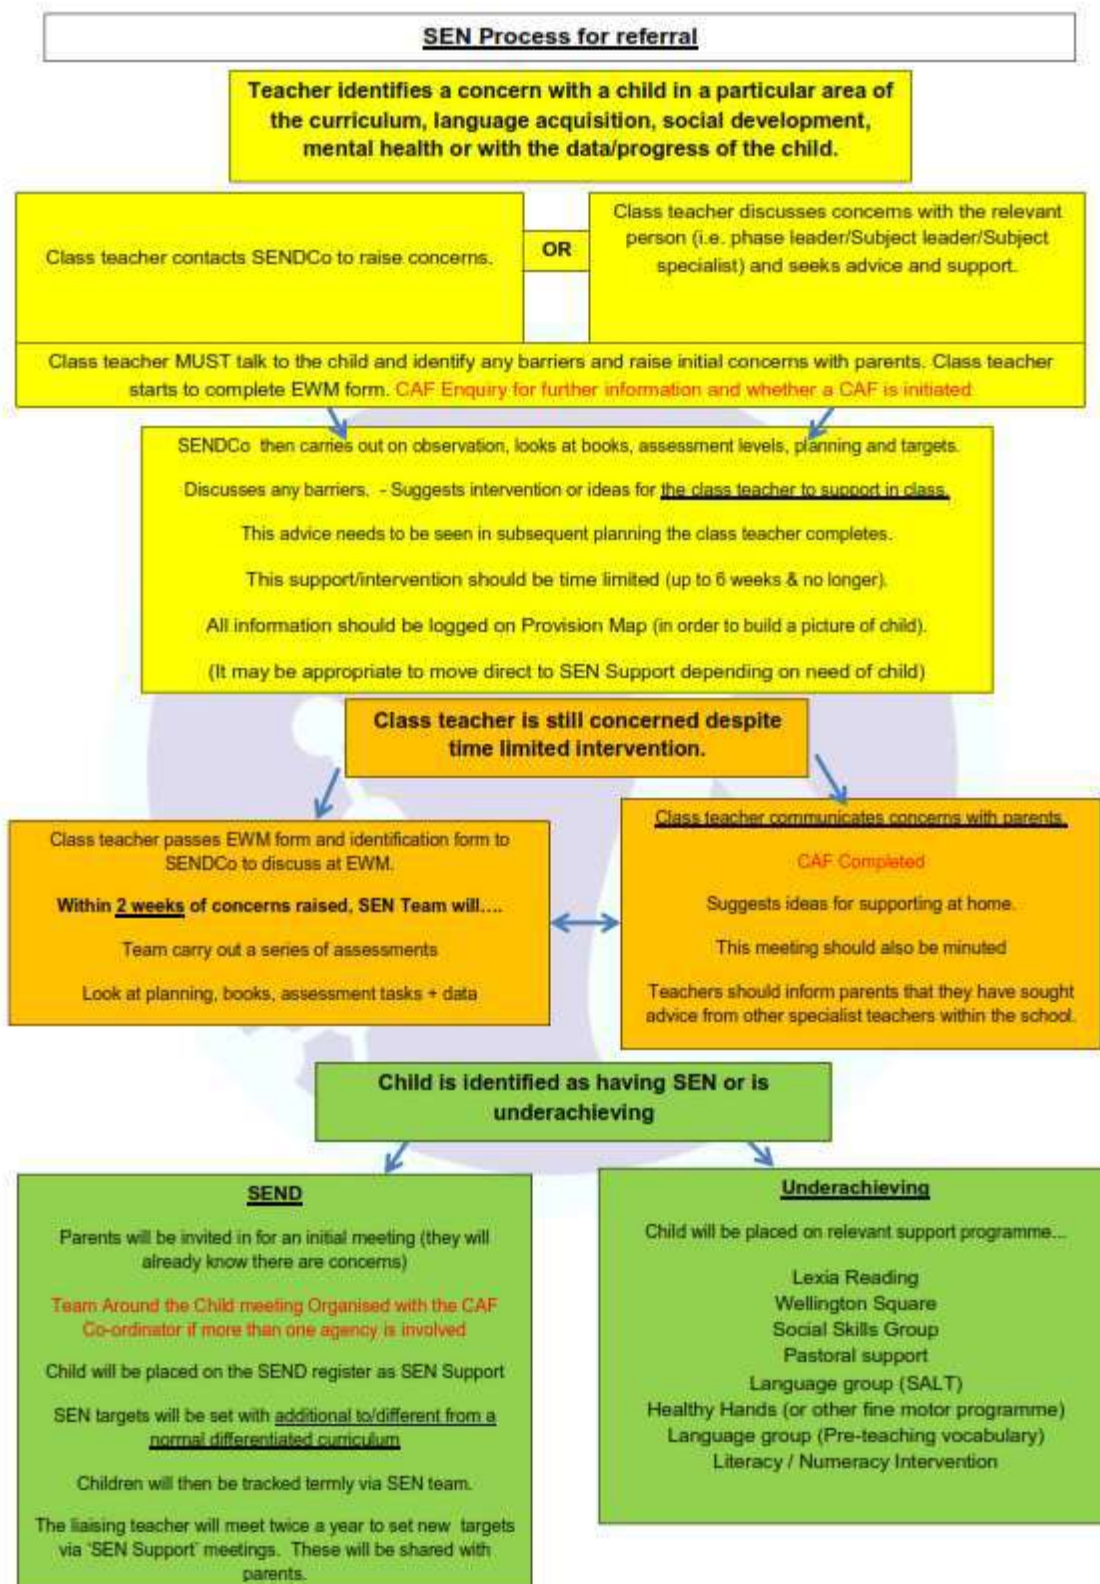 SEN Process for referral
Teacher identifies a concern with a child in a particular area of
the curriculum, language acquisition, social development,
mental health or with the data/progress of the child.
Class teacher contacts SENDCo to raise concerns.
OR
Class teacher discusses concerns with the relevant
person (i.e. phase leader/Subject leader/Subject
specialist) and seeks advice and support.
Class teacher MUST talk to the child and identify any barriers and raise initial concerns with parents. Class teacher
starts to complete EWM form. CAF Enquiry for further information and whether a CAF is initiated
SENDCo then carries out on observation, looks at books, assessment levels, planning and targets.
Discusses any barriers. - Suggests intervention or ideas for the class teacher to support in class.
This advice needs to be seen in subsequent planning the class teacher completes.
This support/intervention should be time limited (up to 6 weeks & no longer).
All information should be logged on Provision Map (in order to build a picture of child).
(It may be appropriate to move direct to SEN Support depending on need of child)
Class teacher is still concerned despite
time limited intervention.
Class teacher passes EWM form and identification form to
SENDCo to discuss at EWM.
Within 2 weeks of concerns raised, SEN Team will....
Team carry out a series of assessments
Look at planning, books, assessment tasks + data
Class teacher communicates concerns with parents.
CAF Completed
Suggests ideas for supporting at home.
This meeting should also be minuted
Teachers should inform parents that they have sought
advice from other specialist teachers within the school.
Child is identified as having SEN or is
underachieving
SEND
Parents will be invited in for an initial meeting (they will
already know there are concerns)
Team Around the Child meeting Organised with the CAF
Co-ordinator if more than one agency is involved
Child will be placed on the SEND register as SEN Support
SEN targets will be set with additional to/different from a
normal differentiated curriculum
Children will then be tracked termly via SEN team.
The liaising teacher will meet twice a year to set new targets
via 'SEN Support' meetings. These will be shared with
parents.
Underachieving
Child will be placed on relevant support programme...
Lexia Reading
Wellington Square
Social Skills Group
Pastoral support
Language group (SALT)
Healthy Hands (or other fine motor programme)
Language group (Pre-teaching vocabulary)
Literacy / Numeracy Intervention